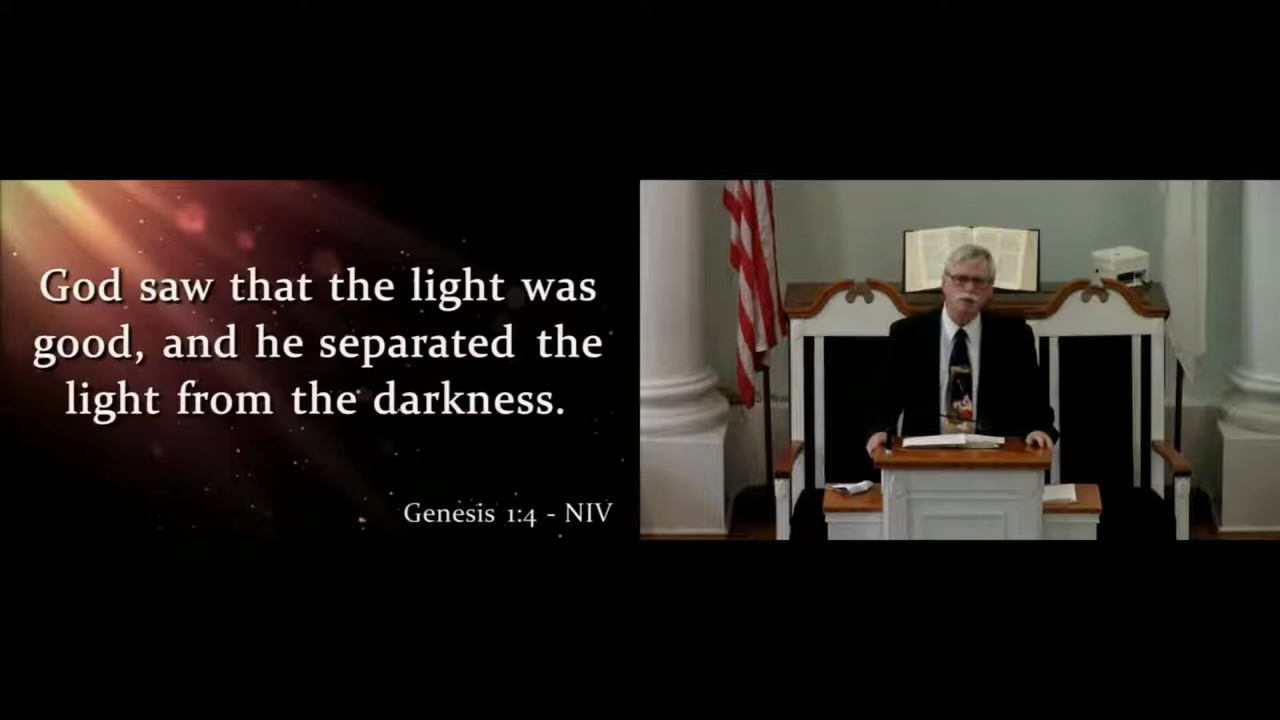 God saw that the light was
good, and he separated the
light from the darkness.
Genesis 1:4 - NIV